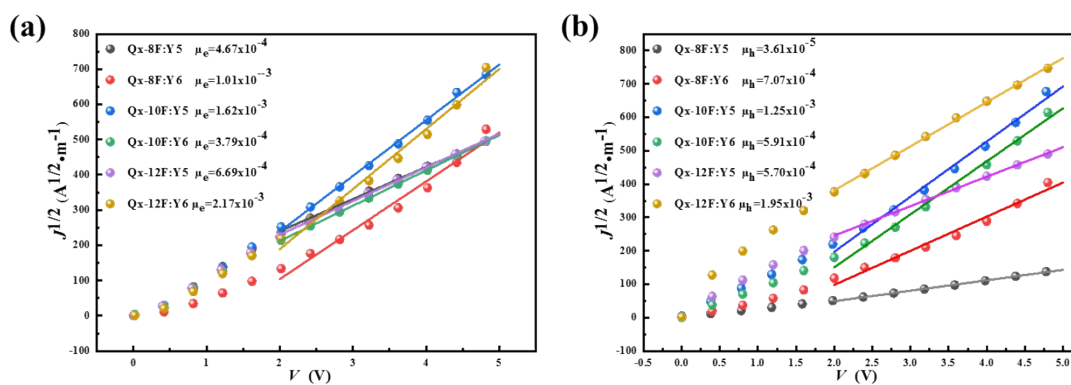 (a)
800
700
600
500
400
300
200
100
0
-100
J1/2 (A1/2•m-1)
Qx-8F:Y5 μe=4.67x10-4
Qx-8F:Y6 μe=1.01x10--3
Qx-10F:Y5 μe=1.62x10-3
Qx-10F:Y6 μe=3.79x10-4
Qx-12F:Y5 μe=6.69x10-4
Qx-12F:Y6 μe=2.17x10-3
0 1 2 3 4 5
V (V)
(b)
800
700
600
500
400
300
200
100
0
-100
J1/2 (A1/2•m-1)
Qx-8F:Y5 μh=3.61x10-5
Qx-8F:Y6 μh=7.07x10-4
Qx-10F:Y5 μh=1.25x10-3
Qx-10F:Y6 μh=5.91x10-4
Qx-12F:Y5 μh=5.70x10-4
Qx-12F:Y6 μh=1.95x10-3
-0.5 0.0 0.5 1.0 1.5 2.0 2.5 3.0 3.5 4.0 4.5 5.0
V (V)